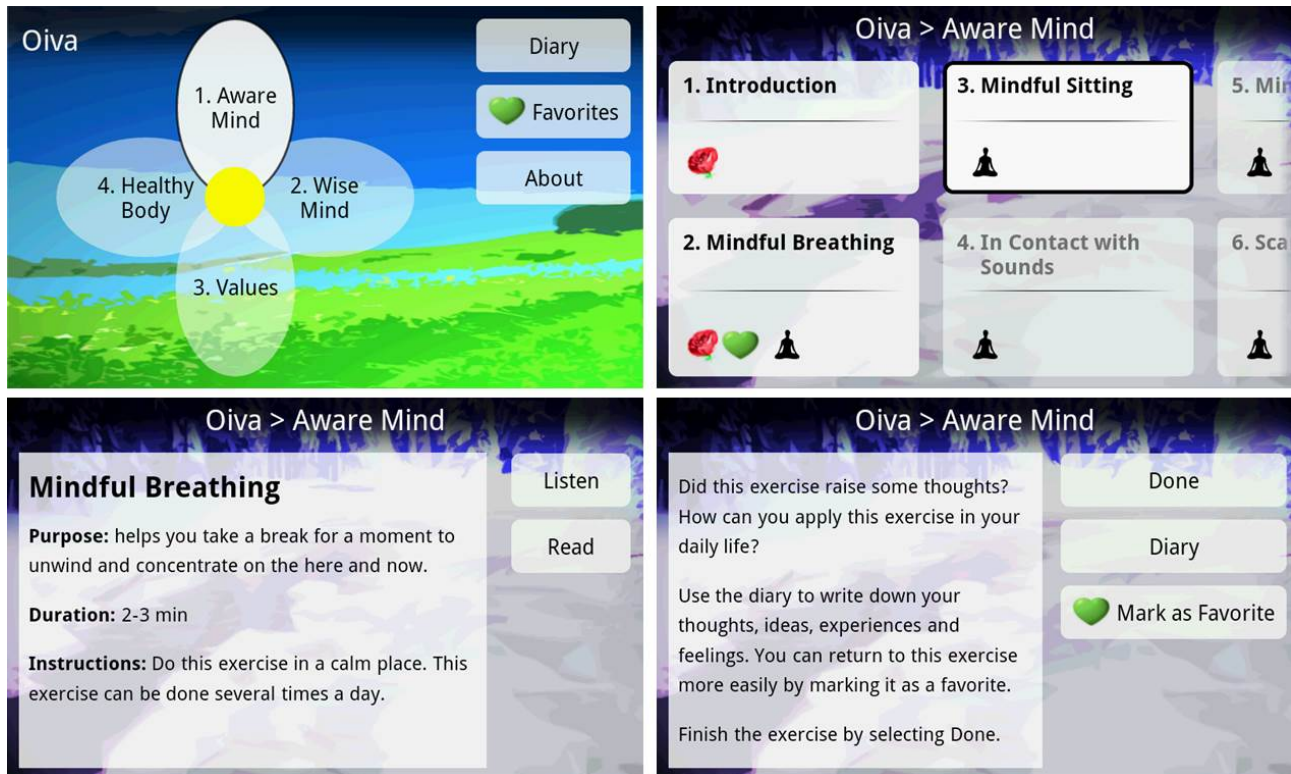 Oiva
1. Aware
Mind
4. Healthy
Body
2. Wise
Mind
3. Values
Diary
Favorites
About
Oiva > Aware Mind
1. Introduction
3. Mindful Sitting
5. Min
2. Mindful Breathing
4. In Contact with
Sounds
6. Sca
Oiva > Aware Mind
Mindful Breathing
Purpose: helps you take a break for a moment to
unwind and concentrate on the here and now.
Duration: 2-3 min
Instructions: Do this exercise in a calm place. This
exercise can be done several times a day.
Listen
Read
Oiva > Aware Mind
Did this exercise raise some thoughts?
How can you apply this exercise in your
daily life?
Use the diary to write down your
thoughts, ideas, experiences and
feelings. You can return to this exercise
more easily by marking it as a favorite.
Finish the exercise by selecting Done.
Done
Diary
Mark as Favorite